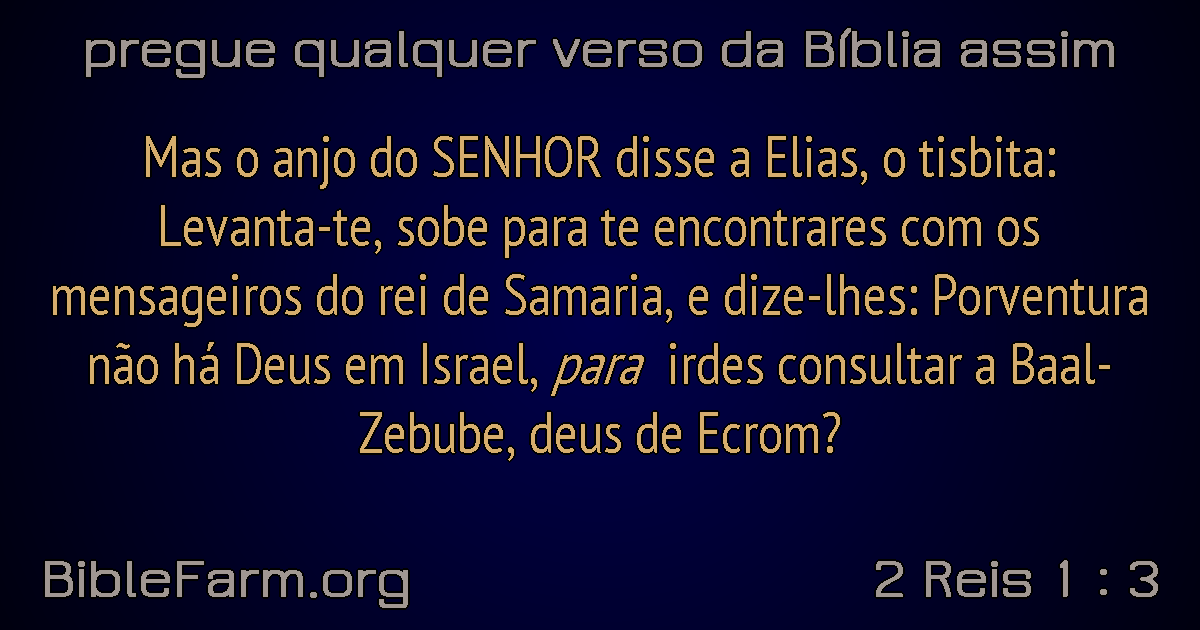 pregue qualquer verso da Bíblia assim
Mas o anjo do SENHOR disse a Elias, o tisbita:
Levanta-te, sobe para te encontrares com os
mensageiros do rei de Samaria, e dize-lhes: Porventura
não há Deus em Israel, para irdes consultar a Baal-
Zebube, deus de Ecrom?
BibleFarm.org
2 Reis 1 : 3